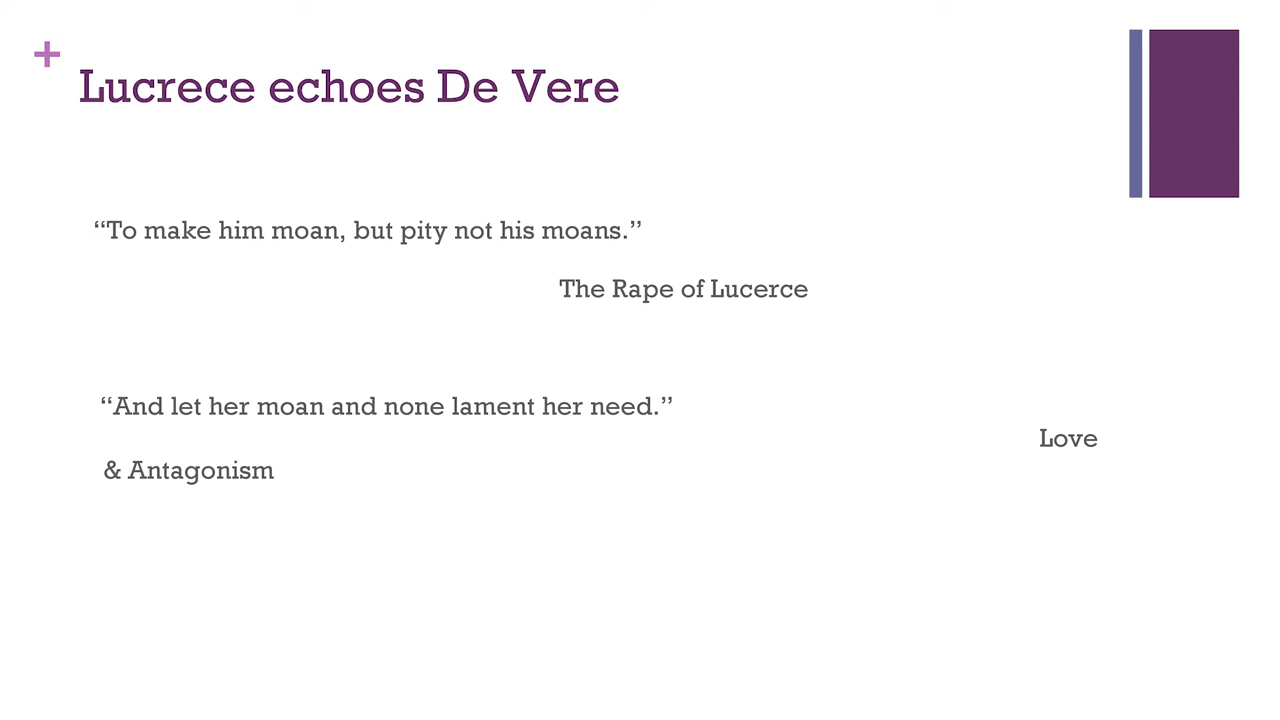 +
Lucrece echoes De Vere
“To make him moan, but pity not his moans.”
The Rape of Lucerce
“And let her moan and none lament her need.”
Love
& Antagonism